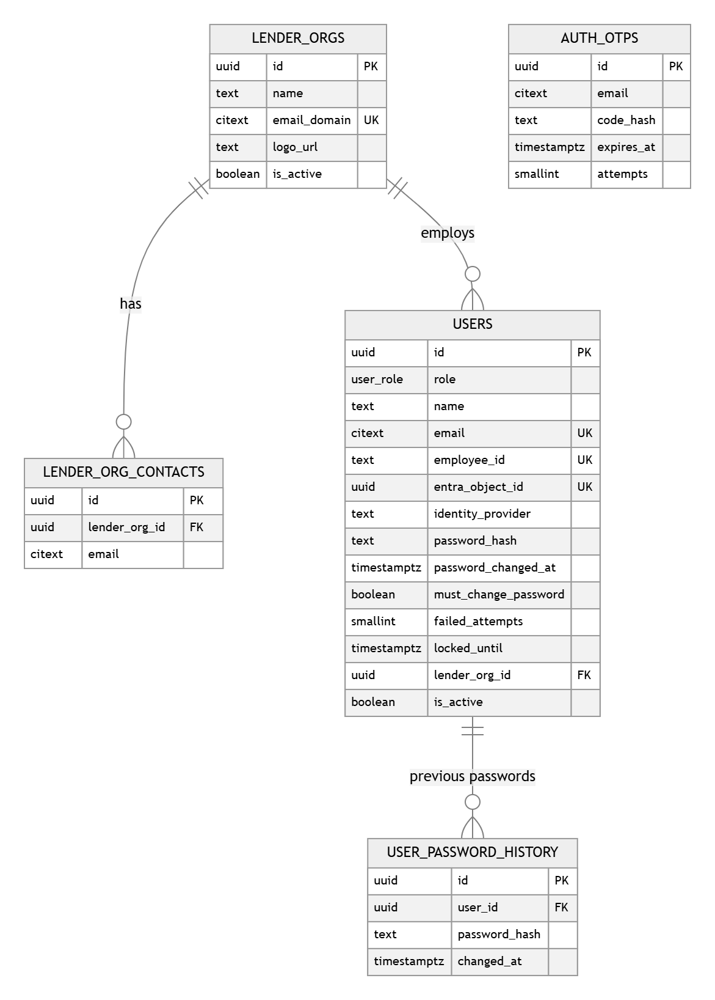 LENDER_ORGS
uuid id PK
text name
citext email_domain UK
text logo_url
boolean is_active
AUTH_OTPS
uuid id PK
citext email
text code_hash
timestamptz expires_at
smallint attempts
employs
has
USERS
uuid id PK
user_role role
text name
citext email UK
text employee_id UK
uuid entra_object_id UK
text identity_provider
text password_hash
timestamptz password_changed_at
boolean must_change_password
smallint failed_attempts
timestamptz locked_until
uuid lender_org_id FK
boolean is_active
LENDER_ORG_CONTACTS
uuid id PK
uuid lender_org_id FK
citext email
previous passwords
USER_PASSWORD_HISTORY
uuid id PK
uuid user_id FK
text password_hash
timestamptz changed_at